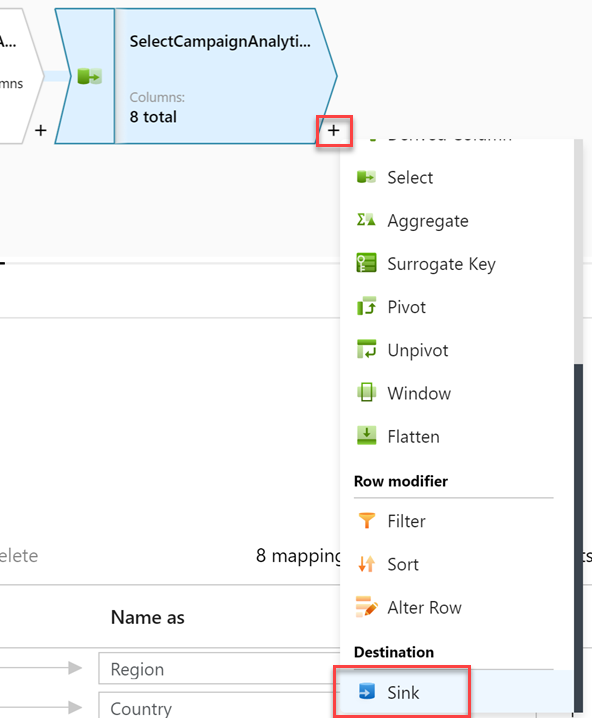 A...
SelectCampaignAnalyti...
mns
Columns:
8 total
+
+
Derived Column
Select
Aggregate
Surrogate Key
Pivot
Unpivot
Window
Flatten
Row modifier
Filter
Sort
elete
8 mapping
ts
Alter Row
Name as
Destination
Region
Sink
Country